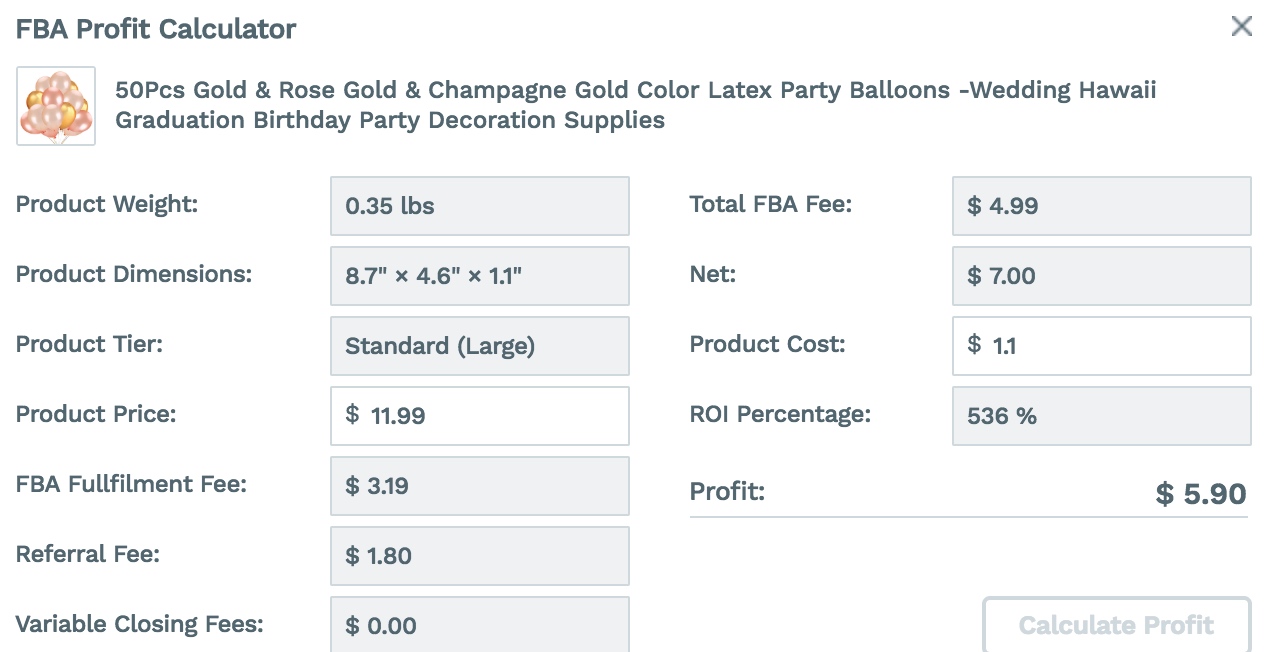 FBA Profit Calculator
50Pcs Gold & Rose Gold & Champagne Gold Color Latex Party Balloons -Wedding Hawaii
Graduation Birthday Party Decoration Supplies
Product Weight: 0.35 lbs
Product Dimensions: 8.7" × 4.6" × 1.1"
Product Tier: Standard (Large)
Product Price: $ 11.99
FBA Fullfilment Fee: $ 3.19
Referral Fee: $ 1.80
Variable Closing Fees: $ 0.00
Total FBA Fee: $ 4.99
Net: $ 7.00
Product Cost: $ 1.1
ROI Percentage: 536 %
Profit: $ 5.90
Calculate Profit